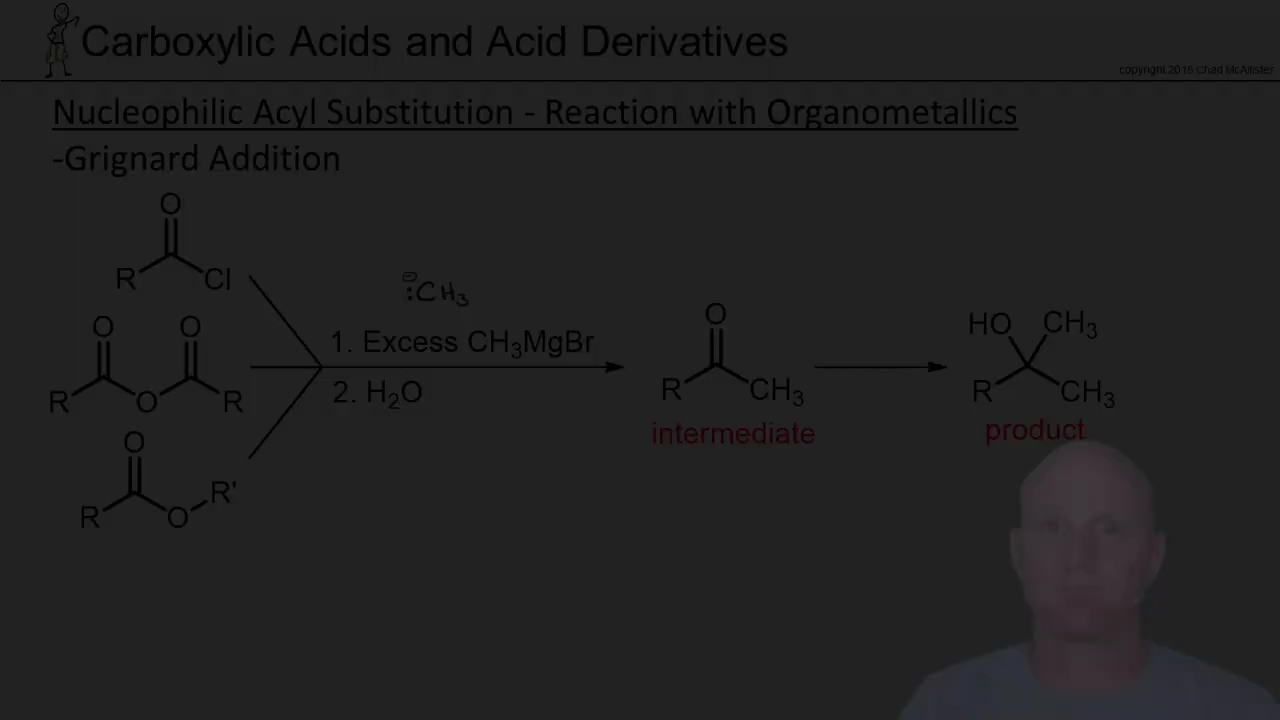 Carboxylic Acids and Acid Derivatives
copyright 2016 Chad McAllister
Nucleophilic Acyl Substitution - Reaction with Organometallics
-Grignard Addition
O
R Cl
O O
R O R
O
R O R'
⊖
:CH₃
1. Excess CH₃MgBr
2. H₂O
O
R CH₃
intermediate
HO CH₃
R CH₃
product